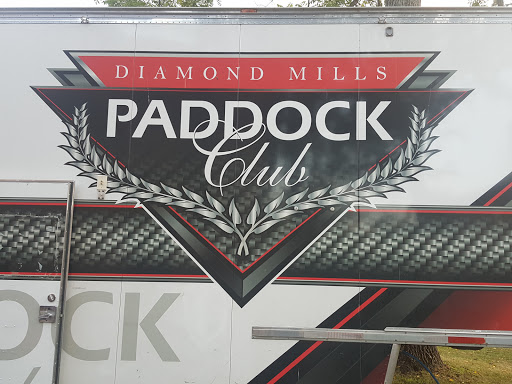 DIAMOND MILLS
PADDOCK
Club
OCK